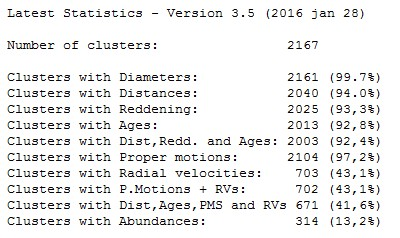 Latest Statistics - Version 3.5 (2016 jan 28)
Number of clusters: 2167
Clusters with Diameters: 2161 (99.7%)
Clusters with Distances: 2040 (94.0%)
Clusters with Reddening: 2025 (93,3%)
Clusters with Ages: 2013 (92,8%)
Clusters with Dist,Redd. and Ages: 2003 (92,4%)
Clusters with Proper motions: 2104 (97,2%)
Clusters with Radial velocities: 703 (43,1%)
Clusters with P.Motions + RVs: 702 (43,1%)
Clusters with Dist,Ages,PMS and RVs 671 (41,6%)
Clusters with Abundances: 314 (13,2%)